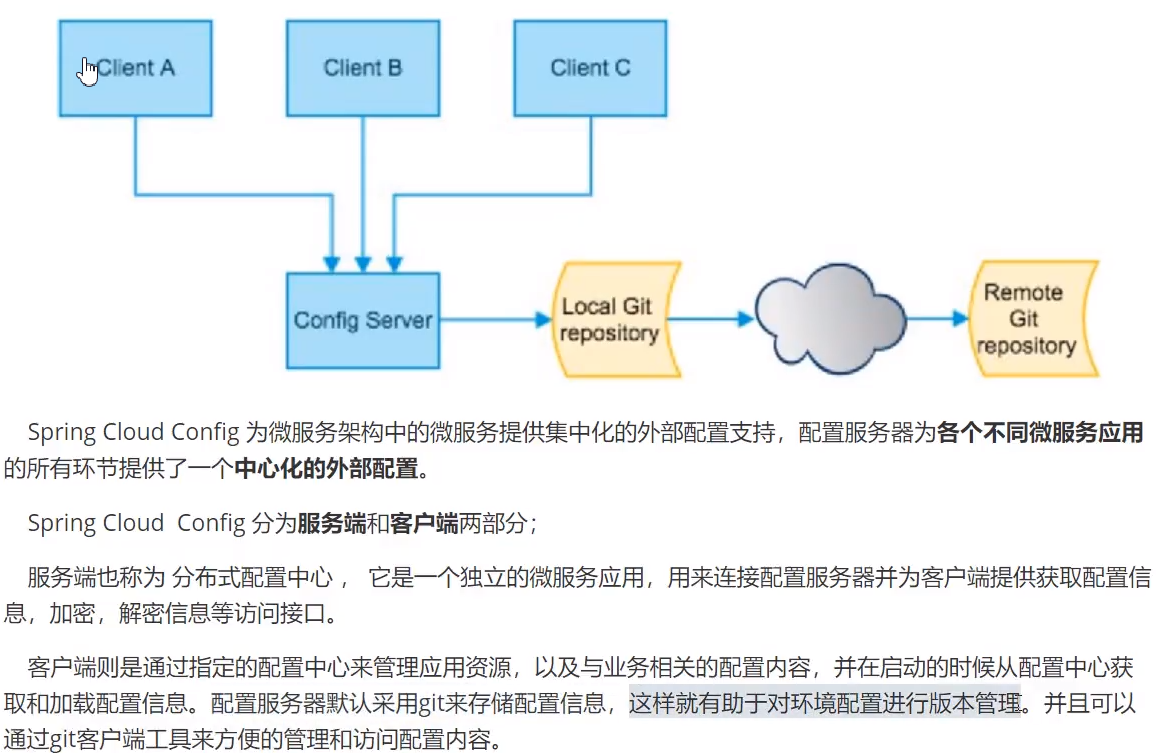 Client A
Client B
Client C
Config Server
Local Git
repository
Remote
Git
repository
Spring Cloud Config 为微服务架构中的微服务提供集中化的外部配置支持，配置服务器为各个不同微服务应用
的所有环节提供了一个中心化的外部配置。
Spring Cloud Config 分为服务端和客户端两部分；
服务端也称为 分布式配置中心 ， 它是一个独立的微服务应用，用来连接配置服务器并为客户端提供获取配置信
息，加密，解密信息等访问接口。
客户端则是通过指定的配置中心来管理应用资源，以及与业务相关的配置内容，并在启动的时候从配置中心获
取和加载配置信息。配置服务器默认采用git来存储配置信息，这样就有助于对环境配置进行版本管理。并且可以
通过git客户端工具来方便的管理和访问配置内容。